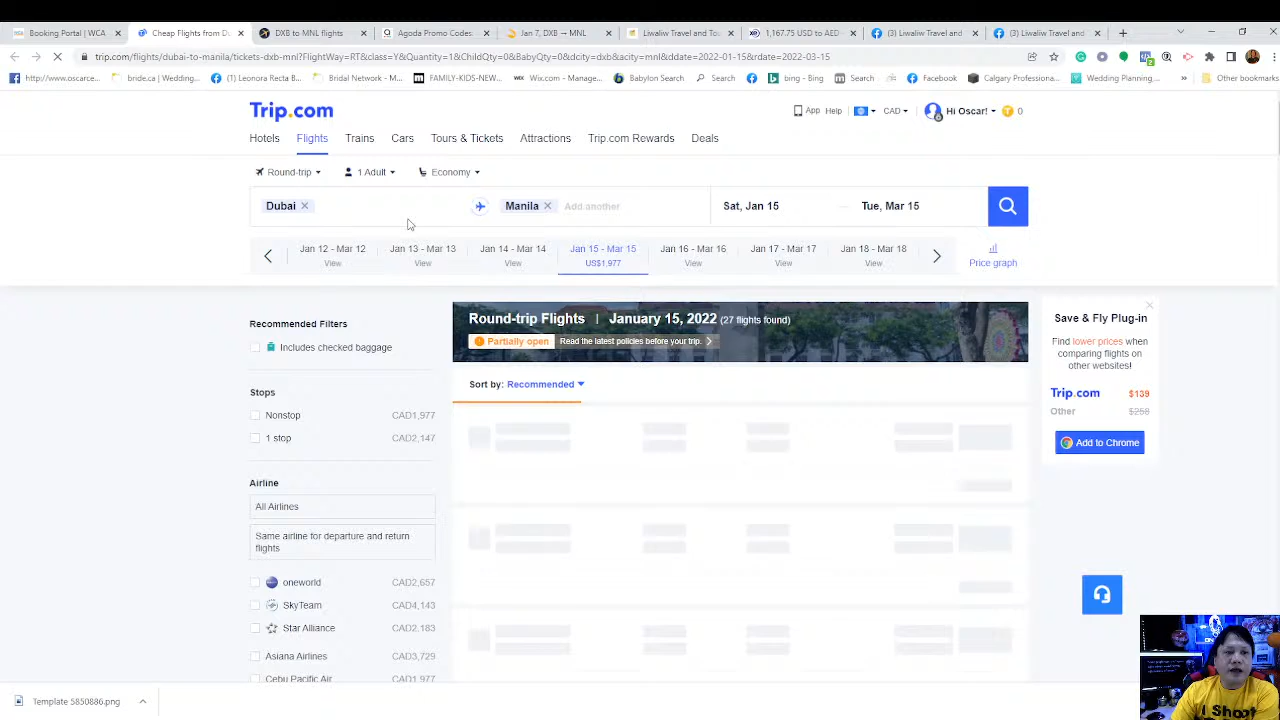 Booking Portal | WCA
Cheap Flights from Du
DXB to MNL flights
Agoda Promo Codes
Jan 7, DXB → MNL
Liwaliw Travel and Tou
1,167.75 USD to AED
(3) Liwaliw Travel and
(3) Liwaliw Travel and
trip.com/flights/dubai-to-manila/tickets-dxb-mnl?flighttype=RT&nonstoponly=off&class=Y&quantity=1&childqty=0&babyqty=0&dcity=dxb&acity=mnl&ddate=2022-01-15&rdate=2022-03-15
http://www.oscarce...
bride.ca | Wedding...
(1) Leonora Recta B...
Bridal Network - M...
FAMILY-KIDS-NEW...
Wix.com - Manage...
Babylon Search
Search
bing - Bing
Search
Facebook
Calgary Professiona...
Wedding Planning,...
»
Other bookmarks
Trip.com
App
Help
CAD
Hi Oscar!
0
Hotels
Flights
Trains
Cars
Tours & Tickets
Attractions
Trip.com Rewards
Deals
Round-trip
1 Adult
Economy
Dubai
Manila
Add another
Sat, Jan 15
Tue, Mar 15
Jan 12 - Mar 12
View
Jan 13 - Mar 13
View
Jan 14 - Mar 14
View
Jan 15 - Mar 15
US$1,977
Jan 16 - Mar 16
View
Jan 17 - Mar 17
View
Jan 18 - Mar 18
View
Price graph
Recommended Filters
Includes checked baggage
Stops
Nonstop CAD1,977
1 stop CAD2,147
Airline
All Airlines
Same airline for departure and return
flights
oneworld CAD2,657
SkyTeam CAD4,143
Star Alliance CAD2,183
Asiana Airlines CAD3,729
Cebu Pacific Air CAD1,977
Round-trip Flights | January 15, 2022 (27 flights found)
Partially open Read the latest policies before your trip.
Sort by: Recommended
Save & Fly Plug-in
Find lower prices when
comparing flights on
other websites!
Trip.com $139
Other $258
Add to Chrome
Template 5850886.png
I Shoot